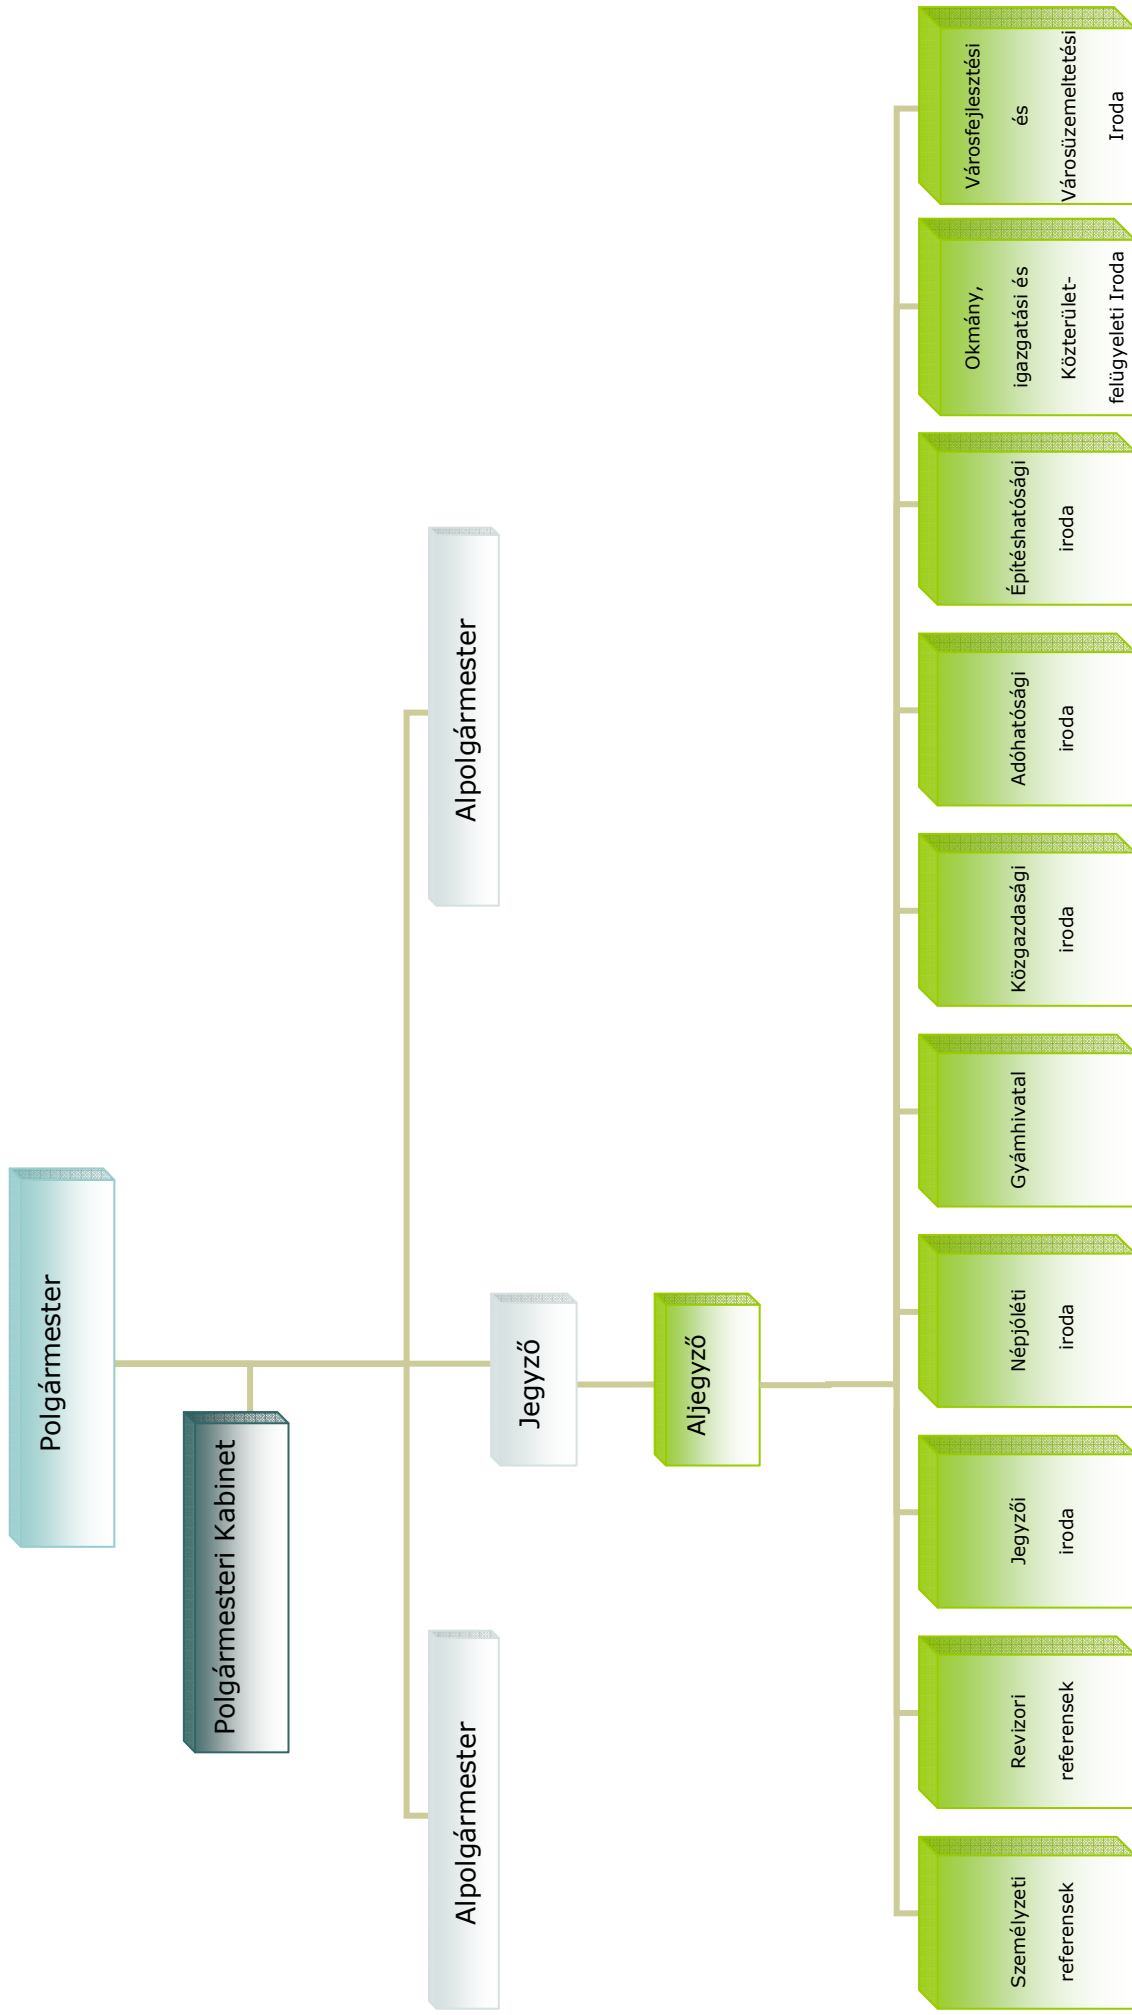 Polgármester
Polgármesteri Kabinet
Alpolgármester
Alpolgármester
Jegyző
Aljegyző
Személyzeti
referensek
Revizori
referensek
Jegyzői
iroda
Népjóléti
iroda
Gyámhivatal
Közgazdasági
iroda
Adóhatósági
iroda
Építéshatósági
iroda
Okmány,
igazgatási és
Közterület-
felügyeleti Iroda
Városfejlesztési
és
Városüzemeltetési
Iroda